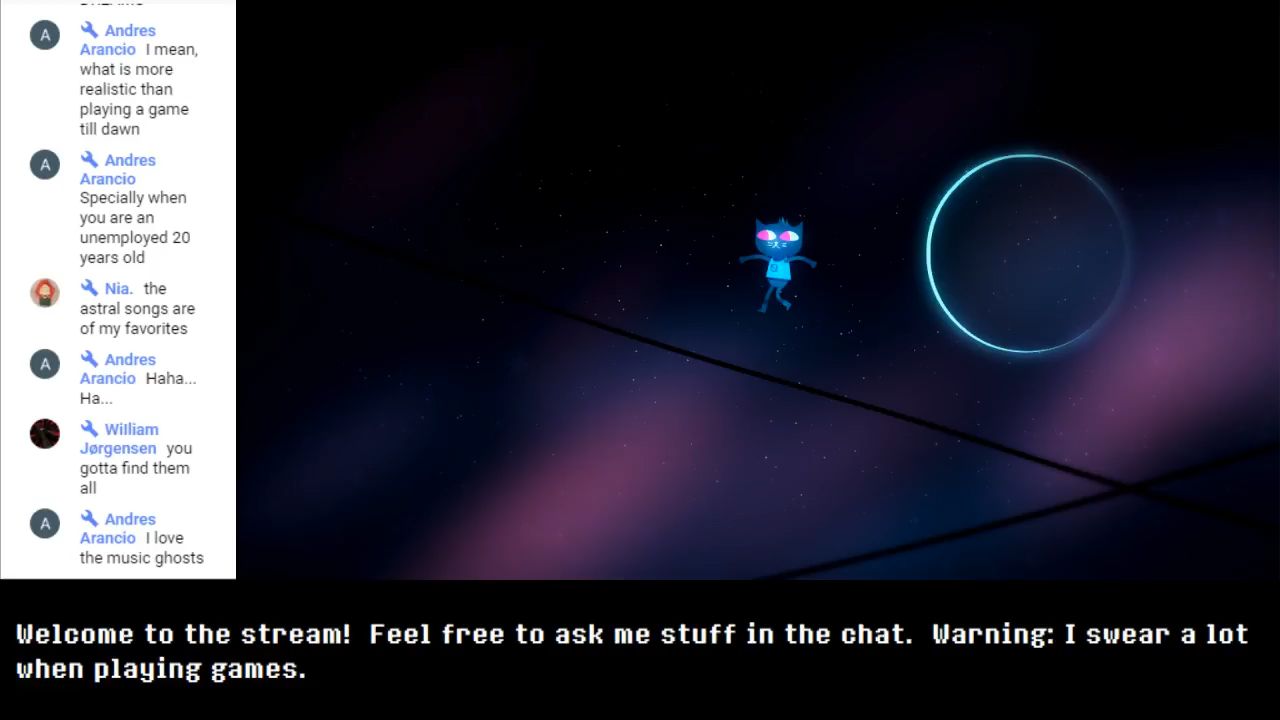 A
Andres
Arancio I mean,
what is more
realistic than
playing a game
till dawn
A
Andres
Arancio
Specially when
you are an
unemployed 20
years old
Nia. the
astral songs are
of my favorites
A
Andres
Arancio Haha...
Ha...
William
Jørgensen you
gotta find them
all
A
Andres
Arancio I love
the music ghosts
Welcome to the stream! Feel free to ask me stuff in the chat. Warning: I swear a lot
when playing games.